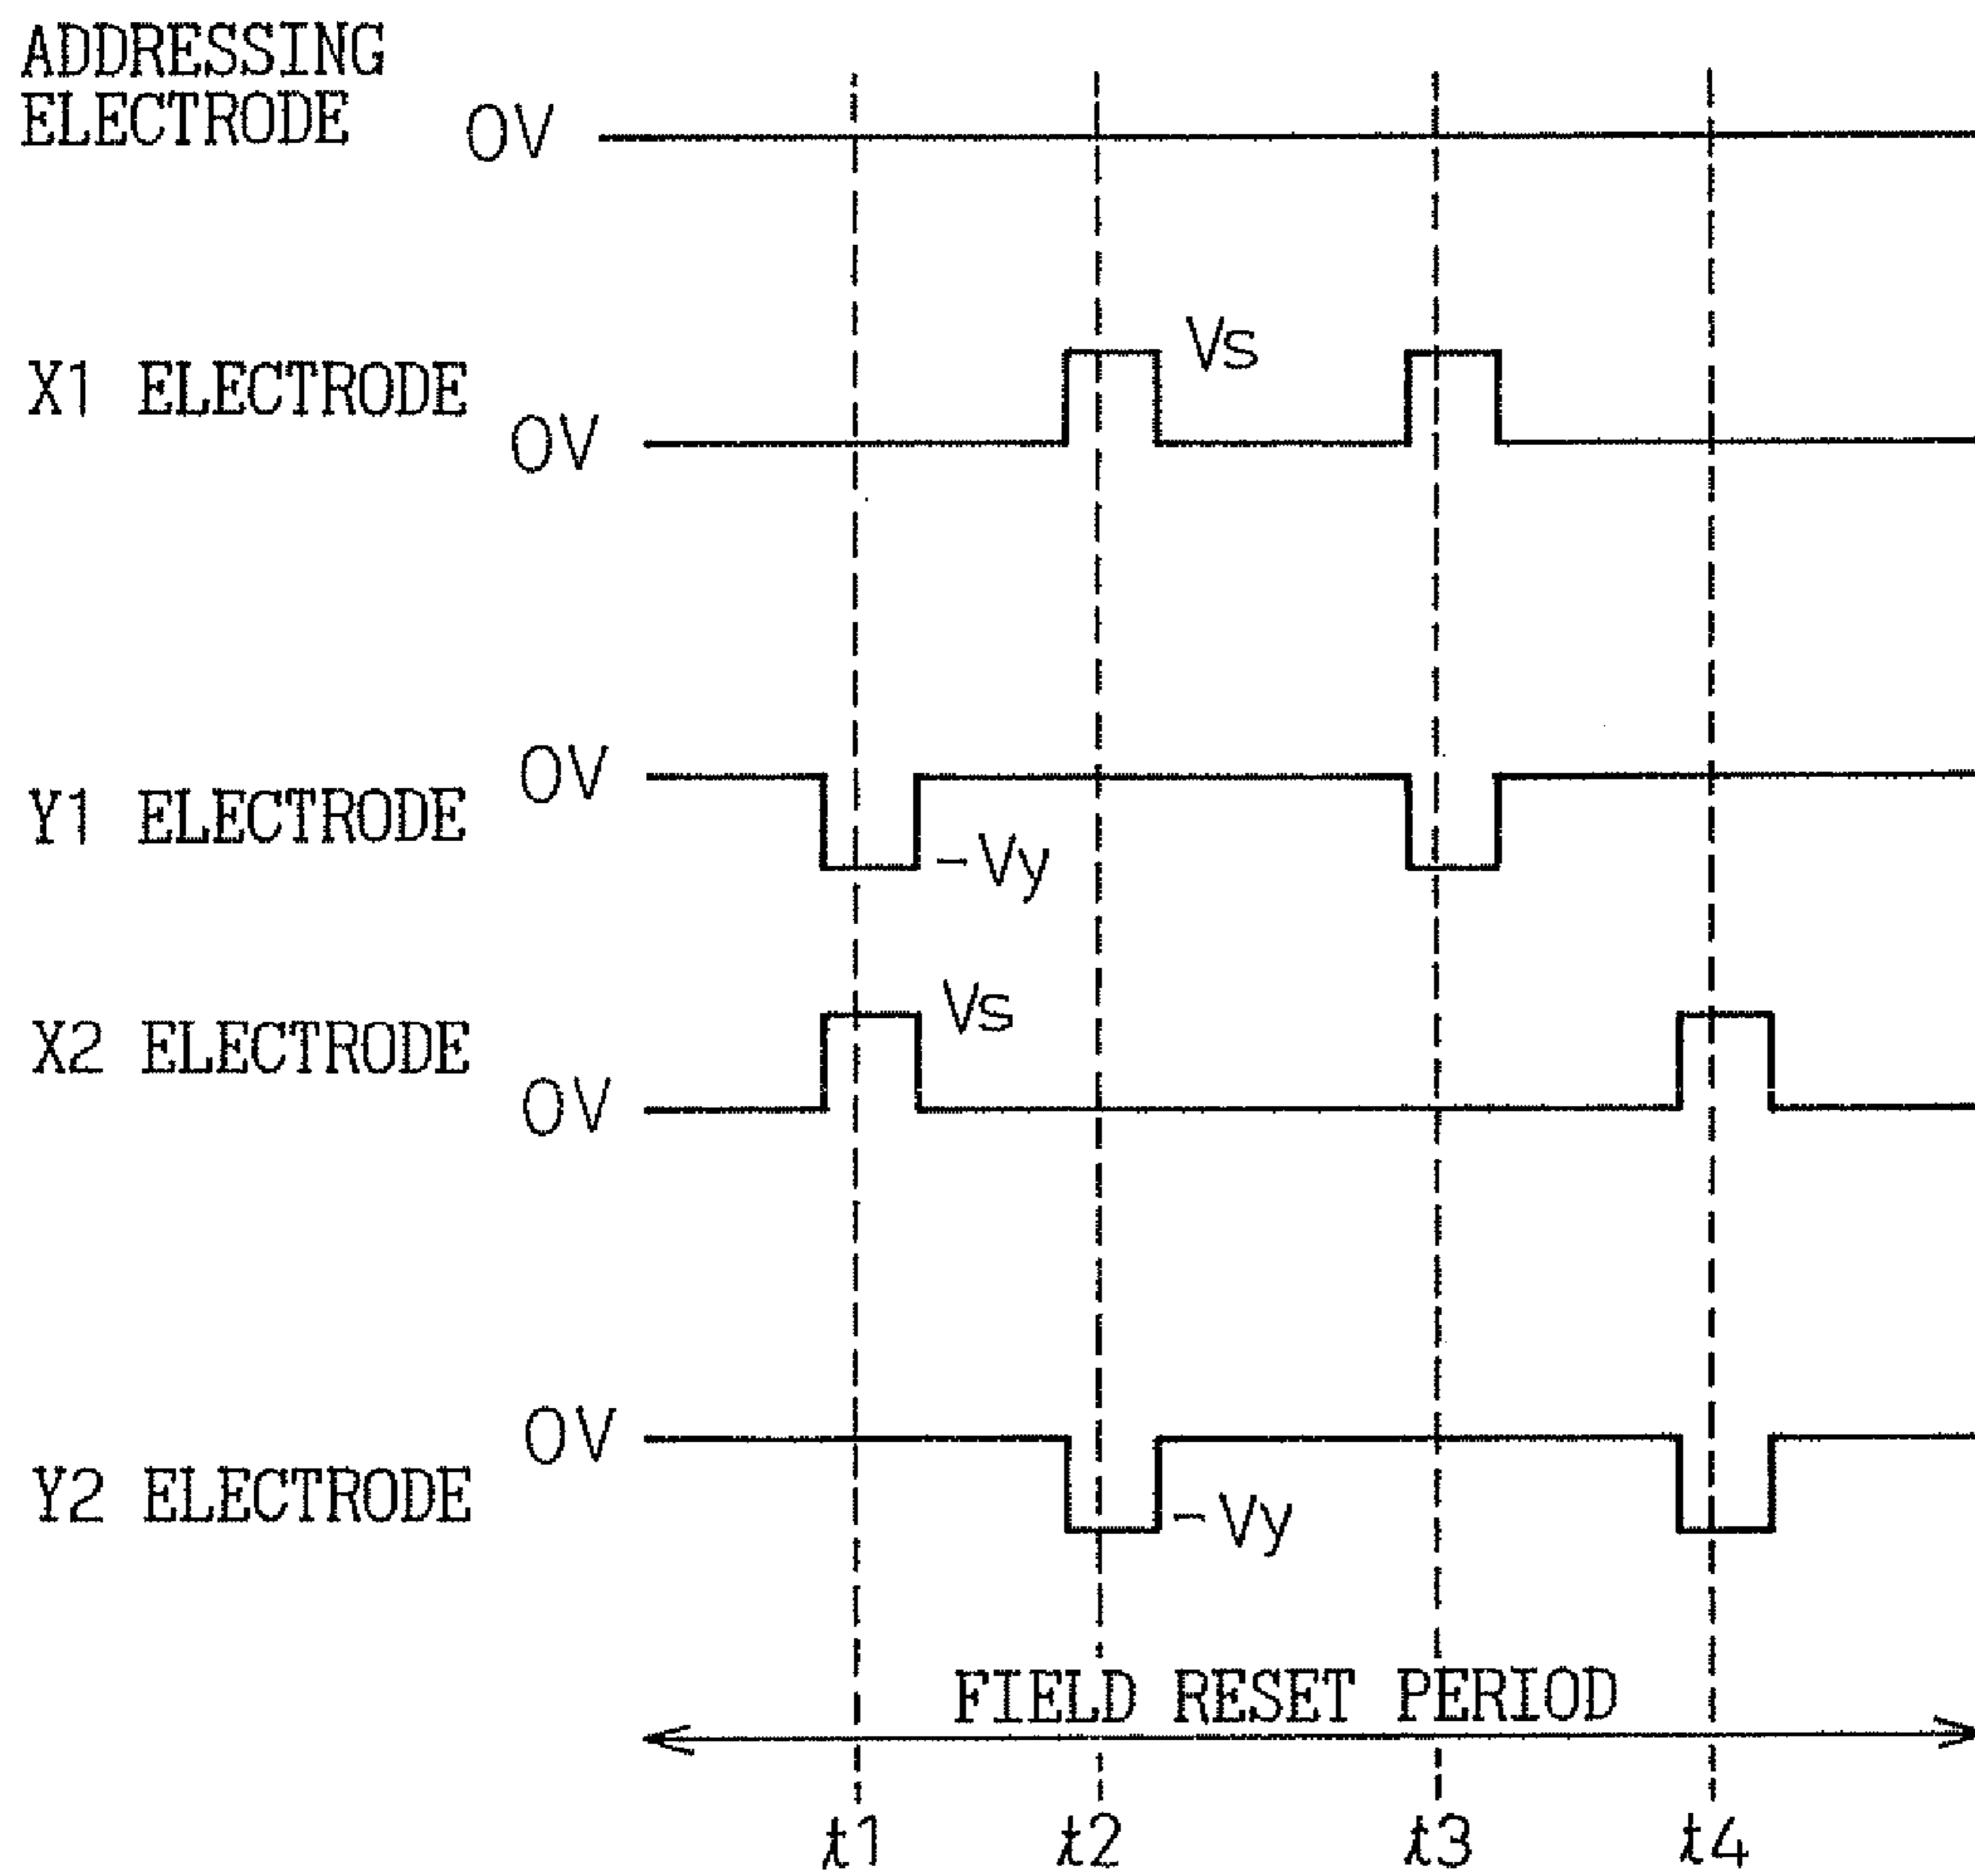 ADDRESSING
ELECTRODE
0V
X1 ELECTRODE
Vs
0V
Y1 ELECTRODE
0V
-Vy
X2 ELECTRODE
Vs
0V
Y2 ELECTRODE
0V
-Vy
FIELD RESET PERIOD
t1 t2 t3 t4